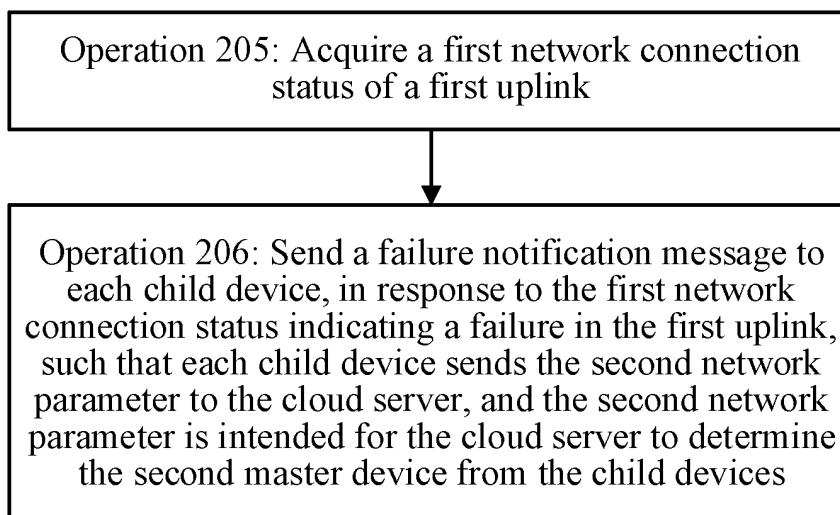 Operation 205: Acquire a first network connection
status of a first uplink
Operation 206: Send a failure notification message to
each child device, in response to the first network
connection status indicating a failure in the first uplink,
such that each child device sends the second network
parameter to the cloud server, and the second network
parameter is intended for the cloud server to determine
the second master device from the child devices